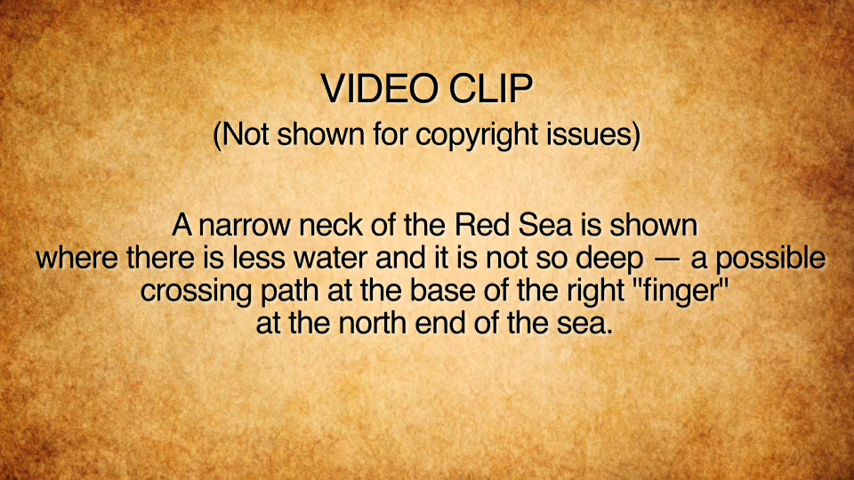 VIDEO CLIP
(Not shown for copyright issues)
A narrow neck of the Red Sea is shown
where there is less water and it is not so deep — a possible
crossing path at the base of the right "finger"
at the north end of the sea.